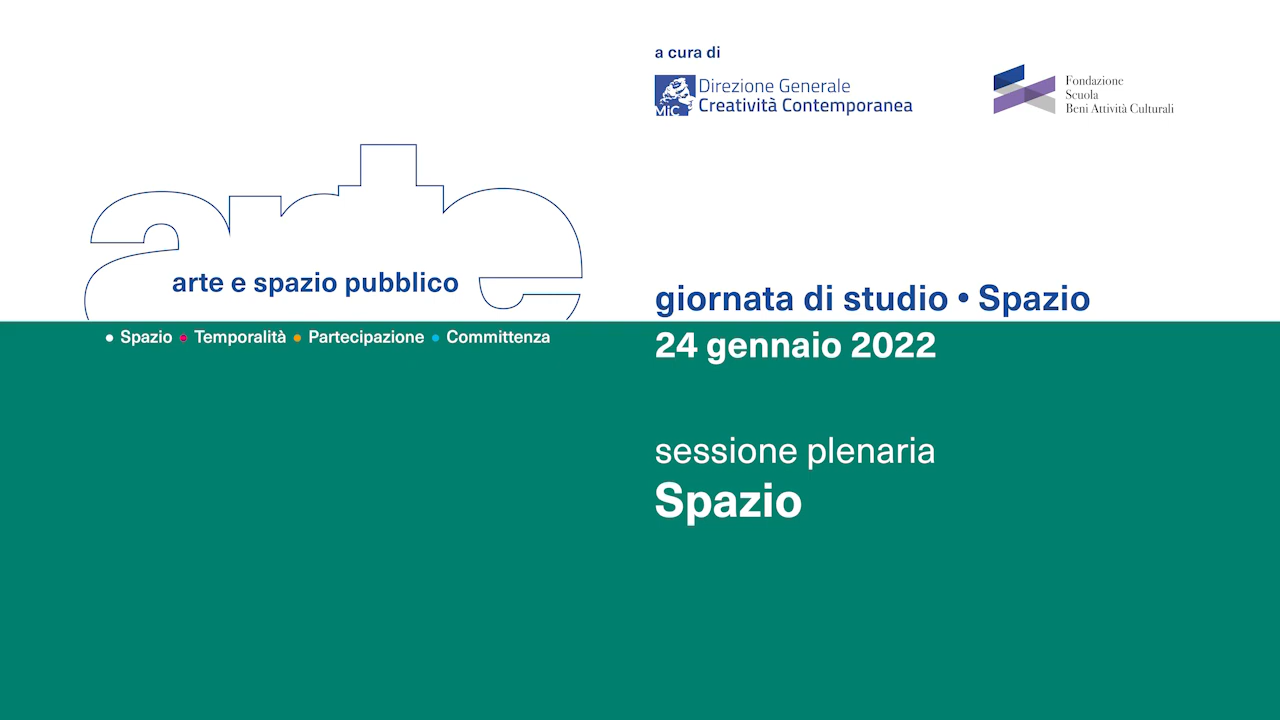 a cura di
MiC
Direzione Generale
Creatività Contemporanea
Fondazione
Scuola
Beni Attività Culturali
arte
arte e spazio pubblico
• Spazio • Temporalità • Partecipazione • Committenza
giornata di studio • Spazio
24 gennaio 2022
sessione plenaria
Spazio